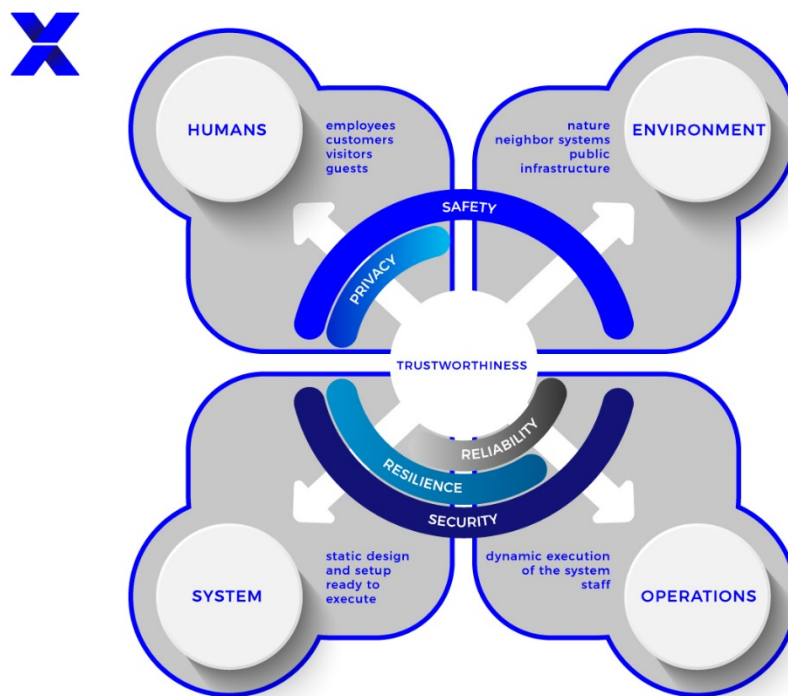 HUMANS
employees
customers
visitors
guests
nature
neighbor systems
public
infrastructure
ENVIRONMENT
SAFETY
PRIVACY
TRUSTWORTHINESS
RELIABILITY
RESILIENCE
SECURITY
SYSTEM
static design
and setup
ready to
execute
dynamic execution
of the system
staff
OPERATIONS